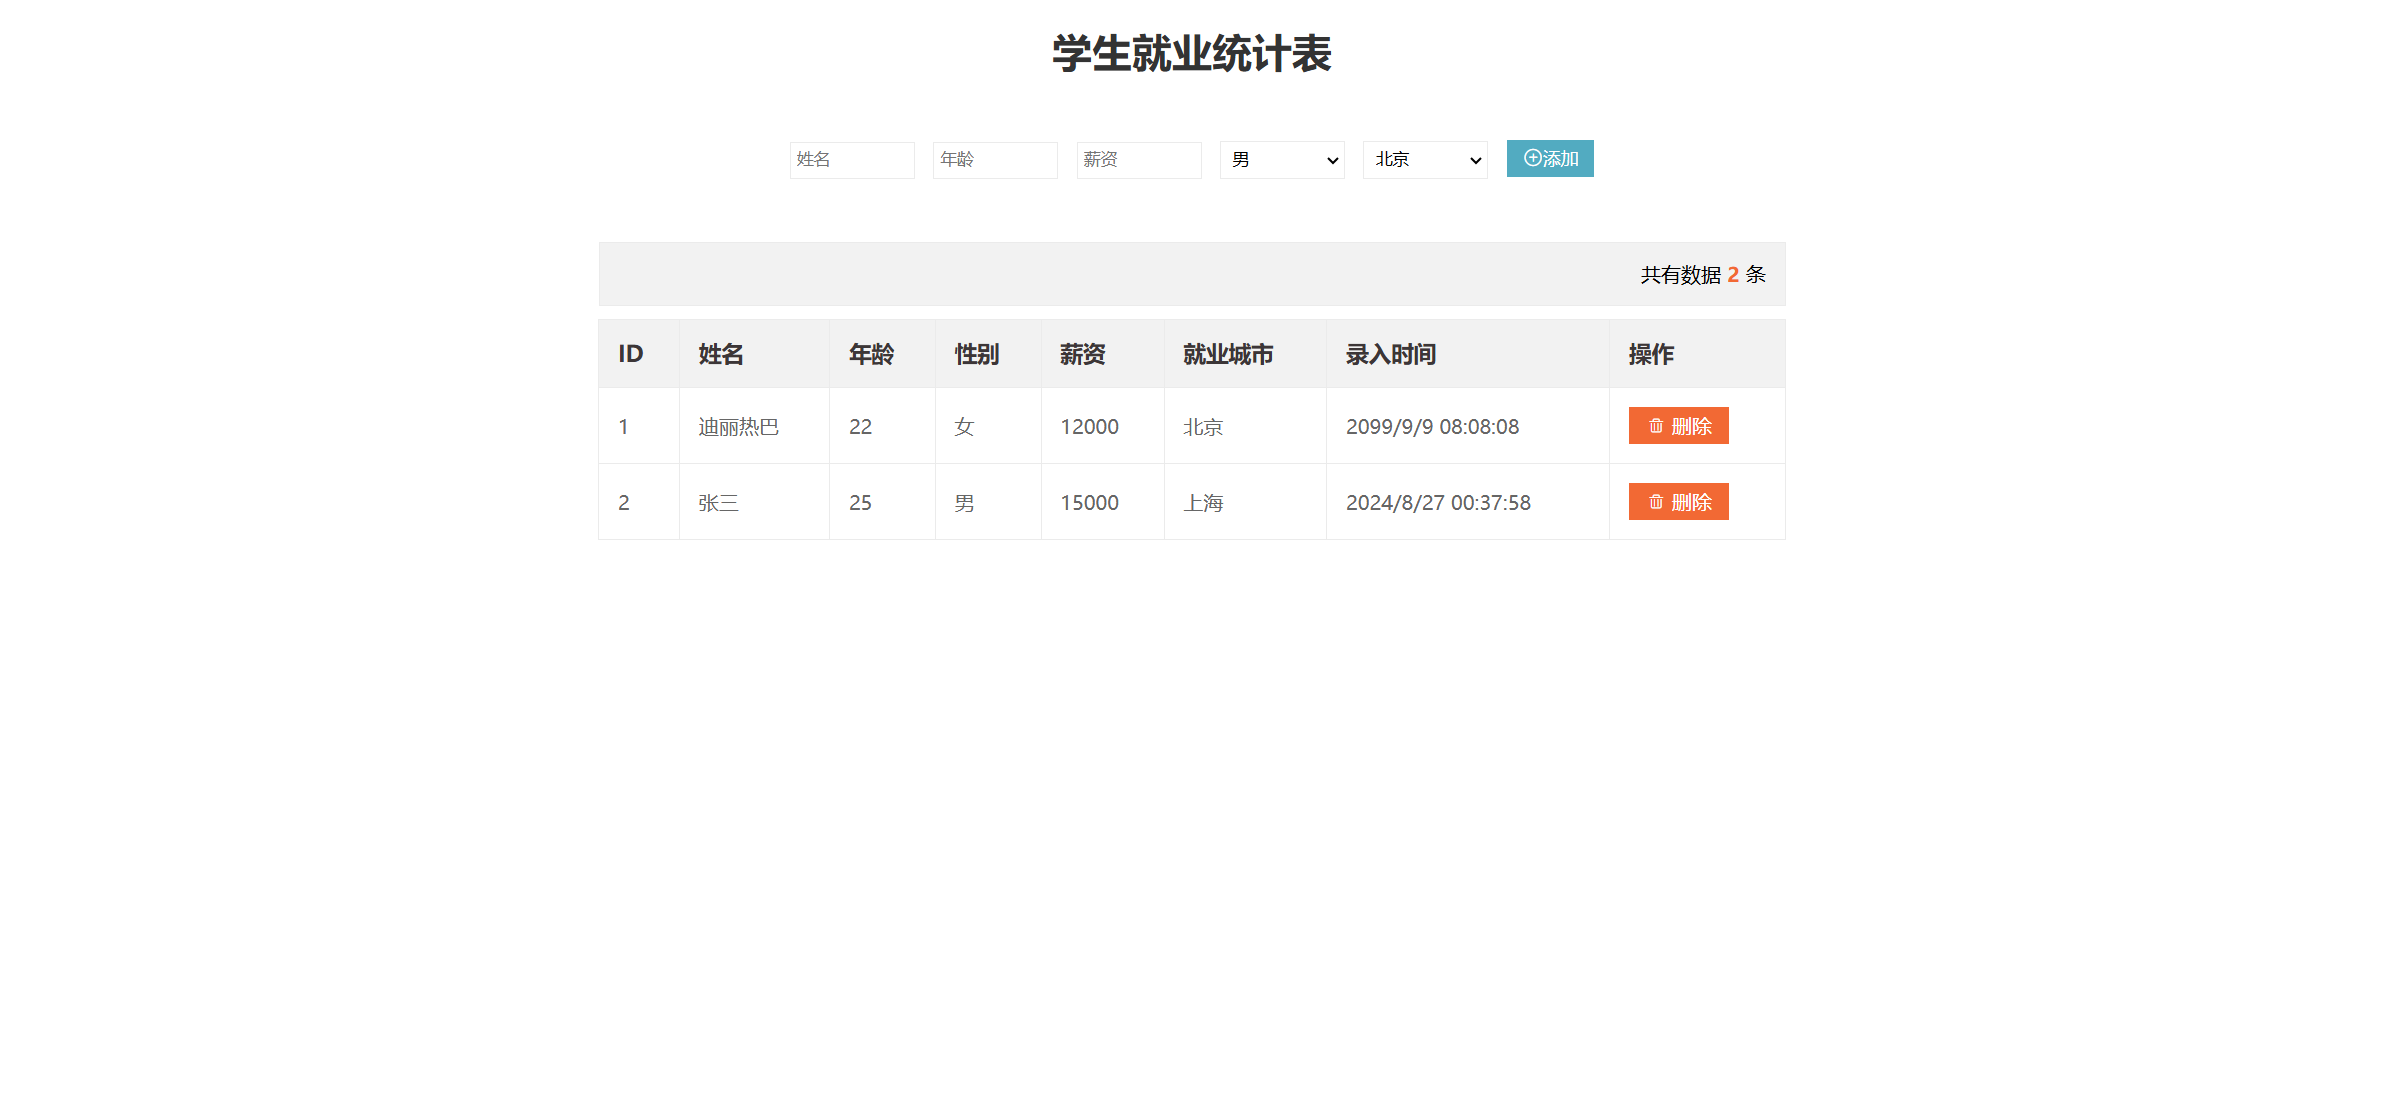 学生就业统计表
姓名 年龄 薪资 男 北京 添加
共有数据 2 条
ID 姓名 年龄 性别 薪资 就业城市 录入时间 操作
1 迪丽热巴 22 女 12000 北京 2099/9/9 08:08:08 删除
2 张三 25 男 15000 上海 2024/8/27 00:37:58 删除